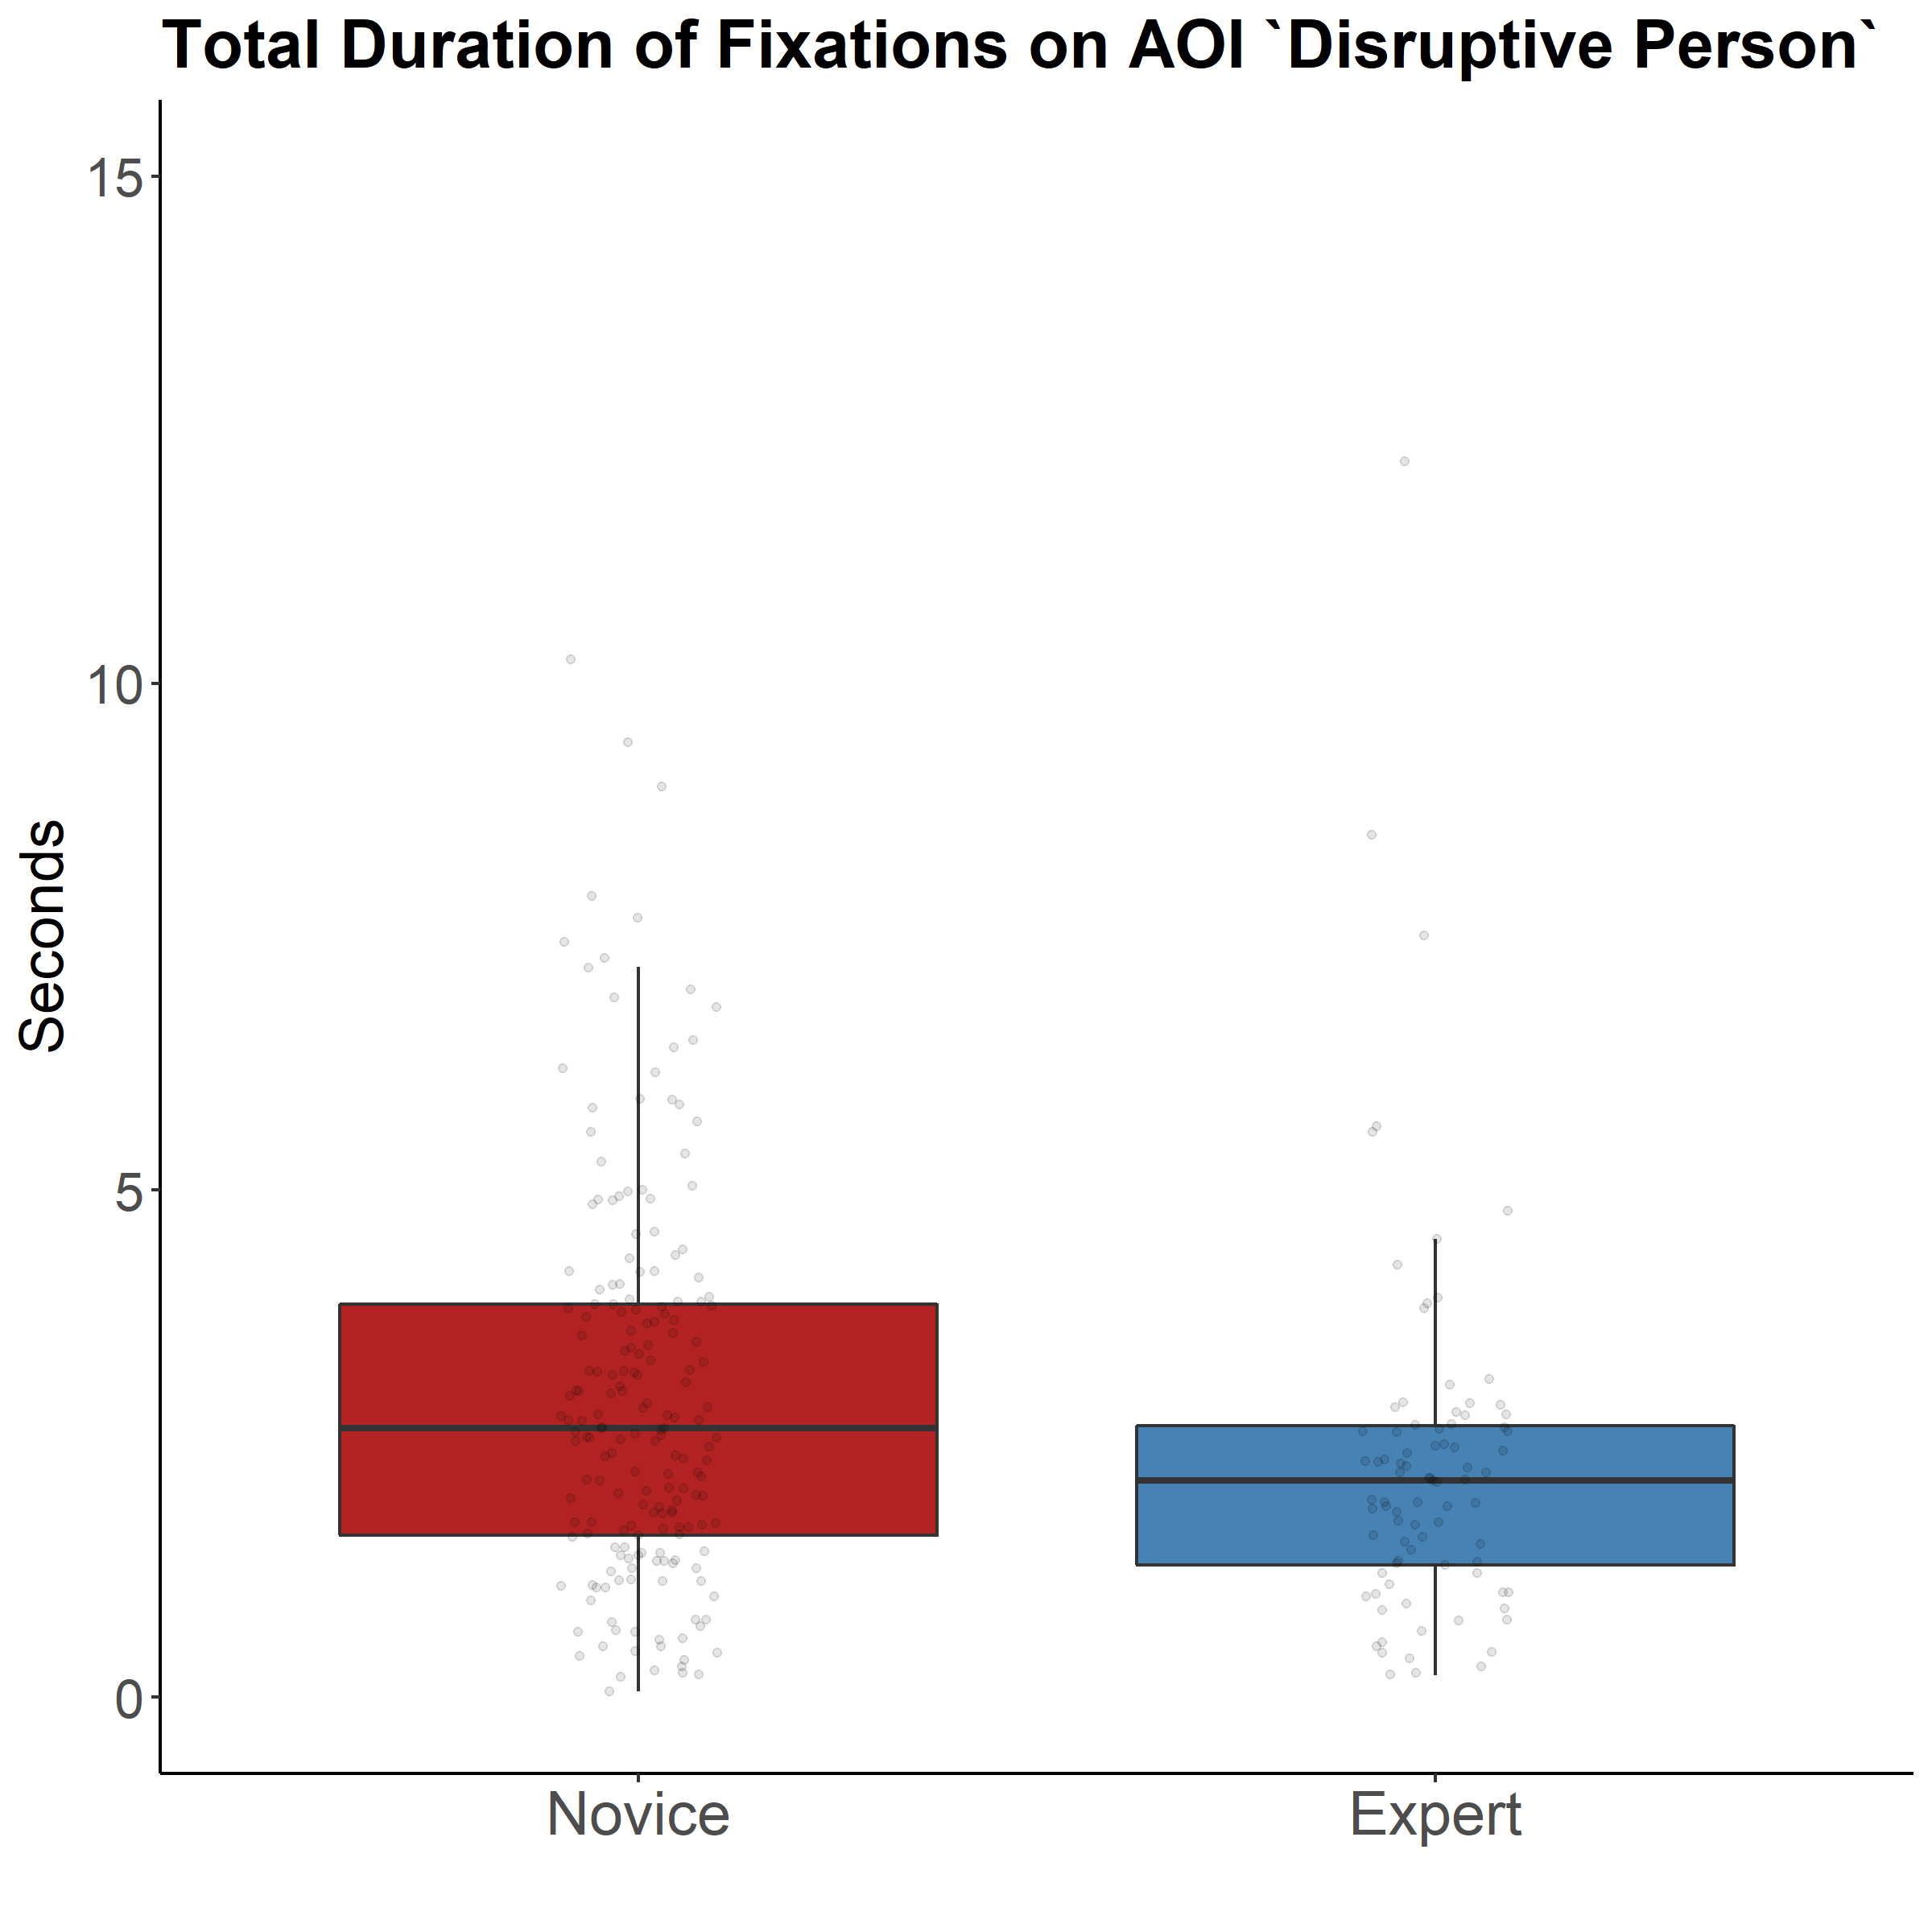 Total Duration of Fixations on AOI `Disruptive Person`
15
10
5
0
Seconds
Novice
Expert